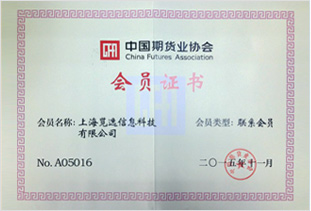 中国期货业协会
China Futures Association
会员证书
会员名称：上海览逸信息科技有限公司
会员类型：联系会员
No.A05016
二〇一五年十一月